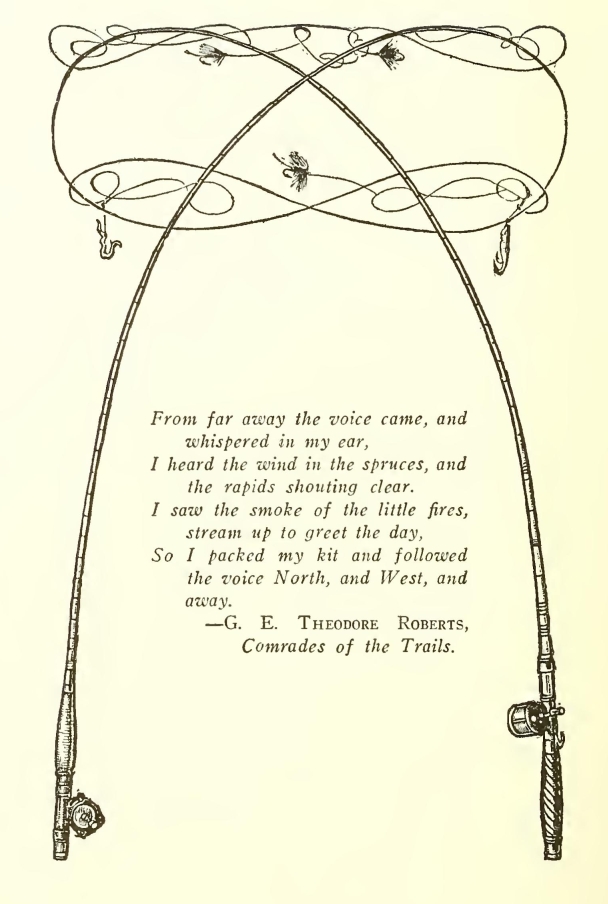 From far away the voice came, and
whispered in my ear,
I heard the wind in the spruces, and
the rapids shouting clear.
I saw the smoke of the little fires,
stream up to greet the day,
So I packed my kit and followed
the voice North, and West, and
away.
—G. E. THEODORE ROBERTS,
Comrades of the Trails.